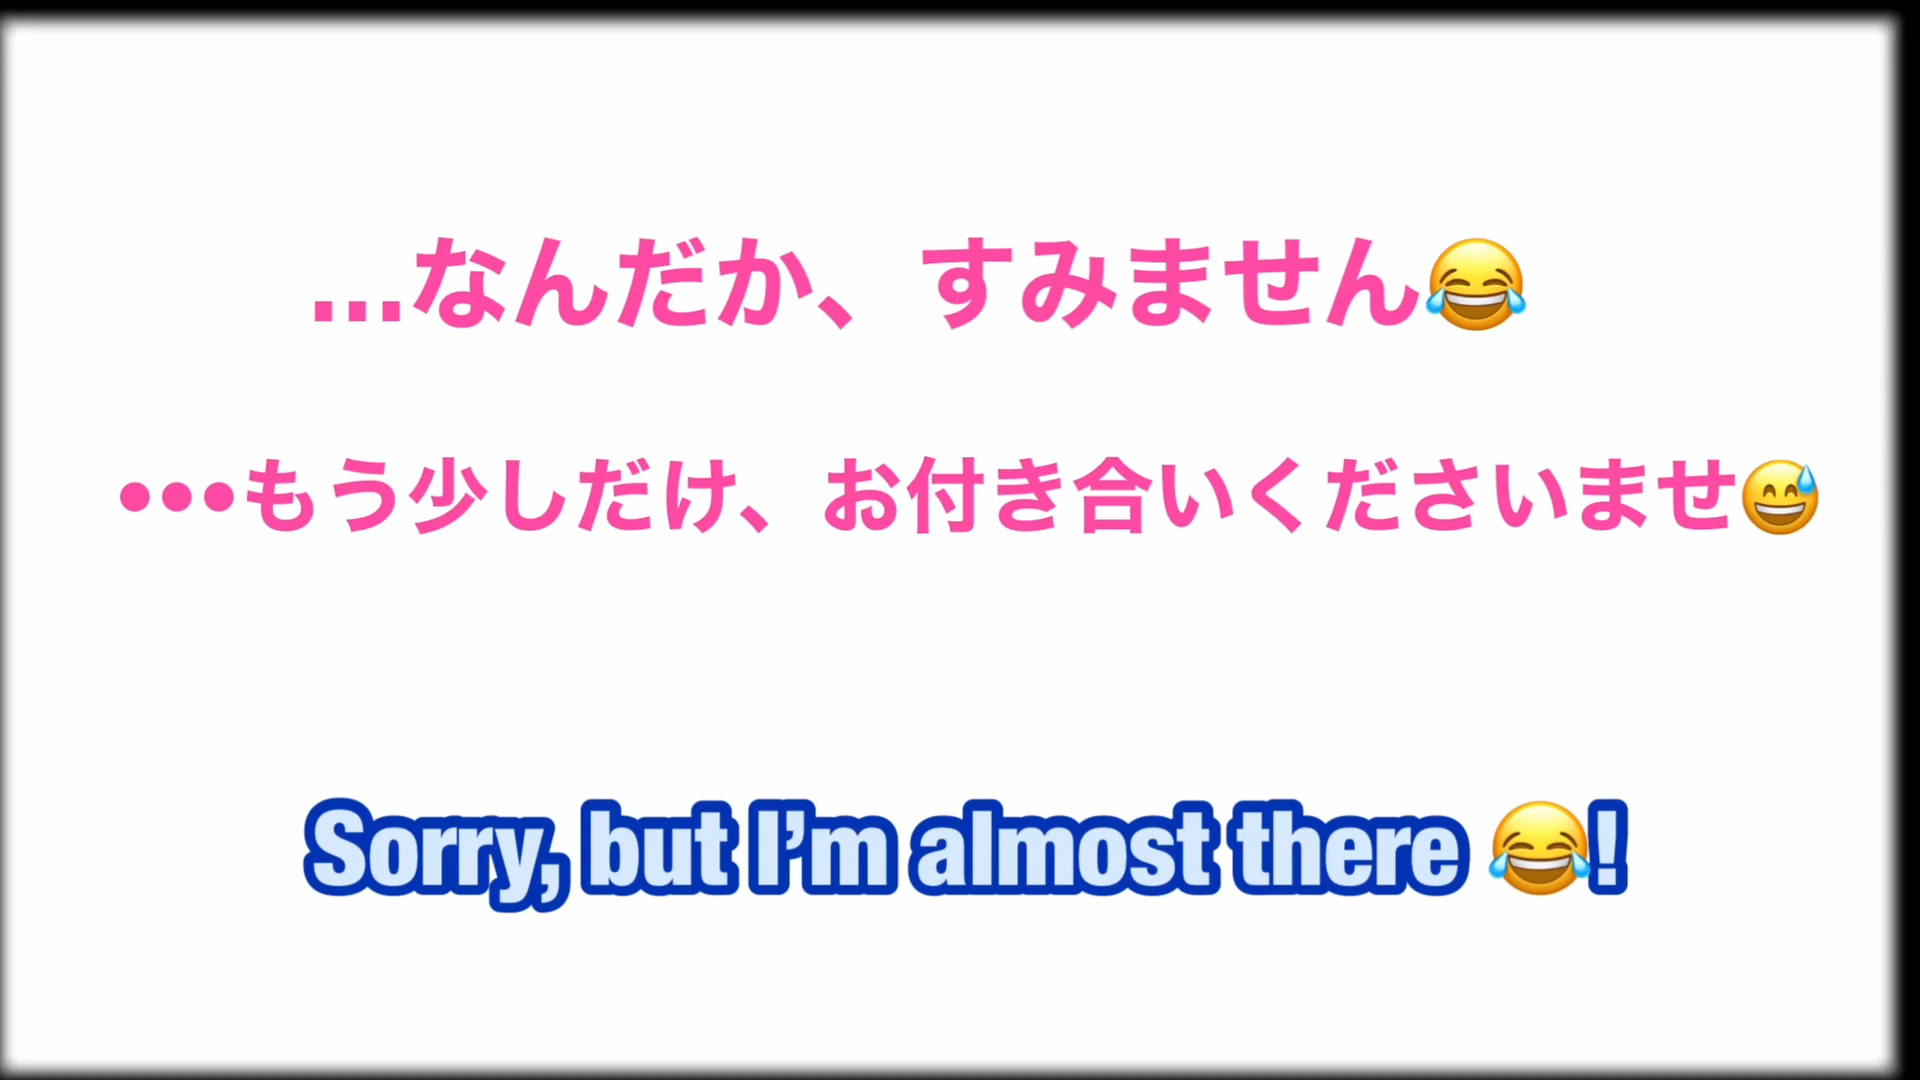 ...なんだか、すみません😂
•••もう少しだけ、お付き合いくださいませ😅
Sorry, but I’m almost there 😂!